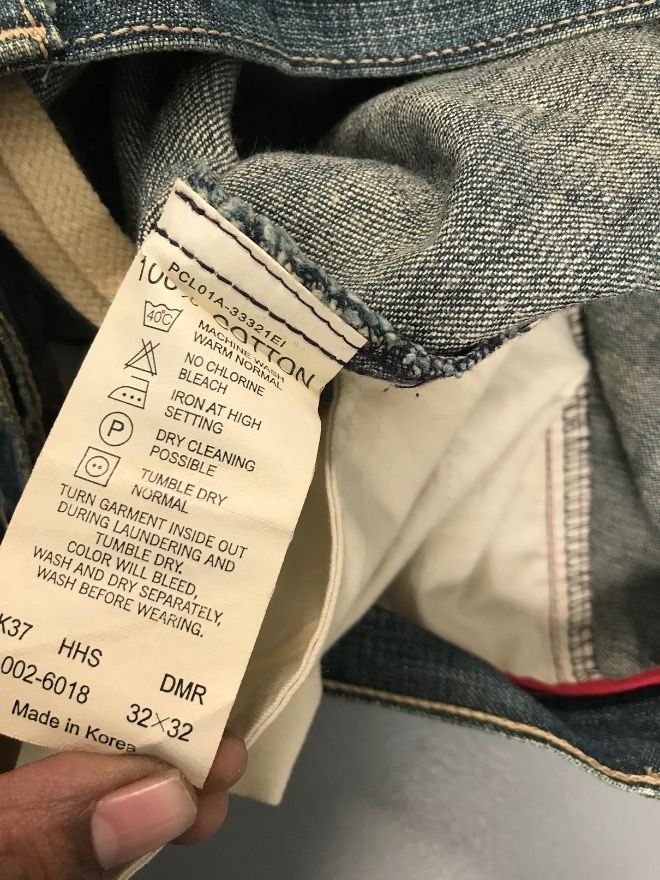 PCL01A-33321EI
100% COTTON
40°C
MACHINE WASH
WARM NORMAL
NO CHLORINE
BLEACH
IRON AT HIGH
SETTING
P
DRY CLEANING
POSSIBLE
TUMBLE DRY
NORMAL
TURN GARMENT INSIDE OUT
DURING LAUNDERING AND
TUMBLE DRY.
COLOR WILL BLEED,
WASH AND DRY SEPARATELY,
WASH BEFORE WEARING.
K37 HHS
002-6018 DMR
32×32
Made in Korea